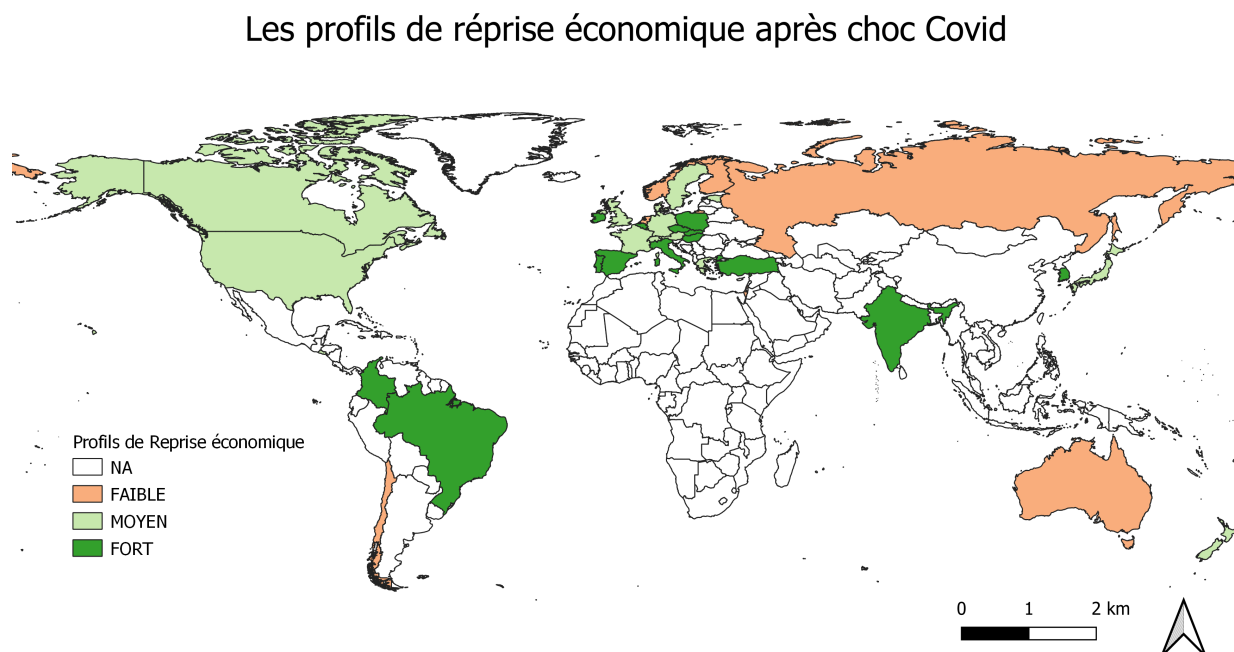 Les profils de réprise économique après choc Covid
Profils de Reprise économique
NA
FAIBLE
MOYEN
FORT
0 1 2 km